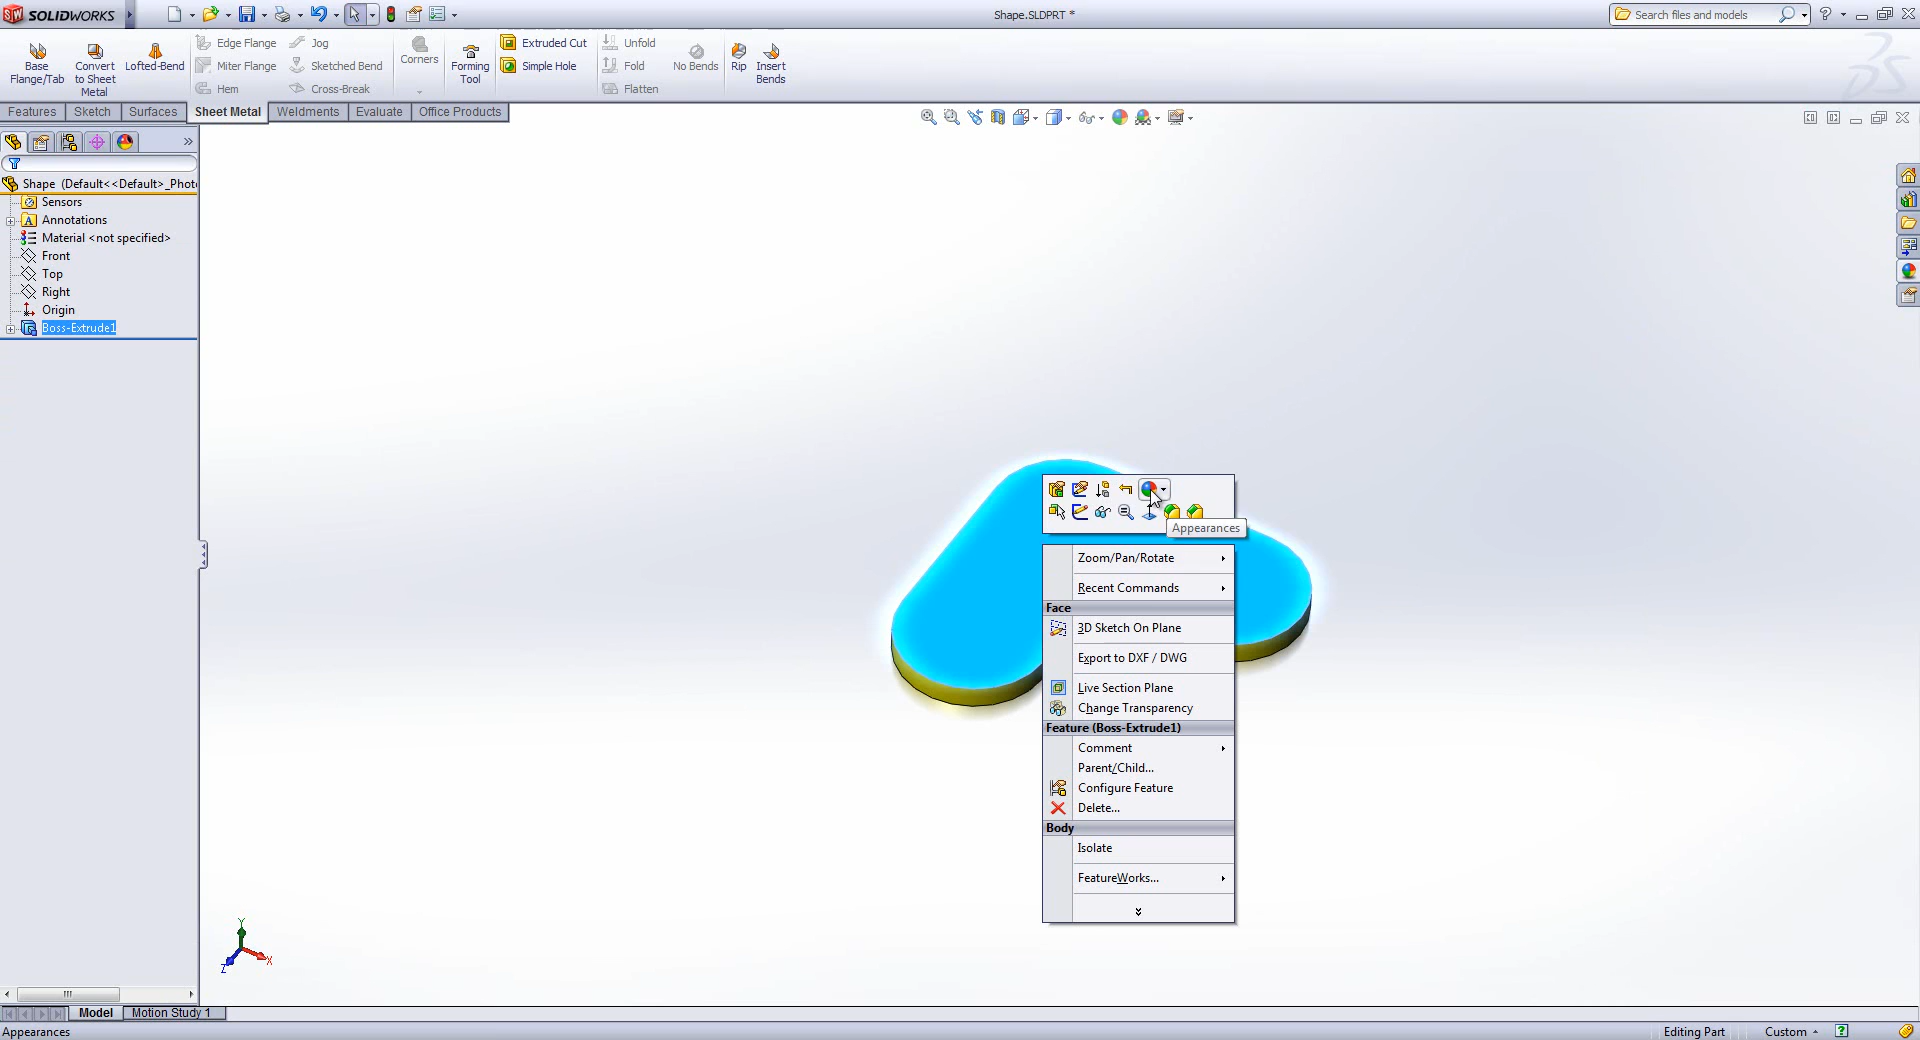 SOLIDWORKS
Shape.SLDPRT *
Search files and models
Base Flange/Tab
Convert to Sheet Metal
Lofted-Bend
Edge Flange
Miter Flange
Hem
Jog
Sketched Bend
Cross-Break
Corners
Forming Tool
Extruded Cut
Simple Hole
Unfold
Fold
Flatten
No Bends
Rip
Insert Bends
Features
Sketch
Surfaces
Sheet Metal
Weldments
Evaluate
Office Products
Shape (Default<<Default>_Phot
Sensors
Annotations
Material <not specified>
Front
Top
Right
Origin
Boss-Extrude1
Appearances
Zoom/Pan/Rotate
Recent Commands
Face
3D Sketch On Plane
Export to DXF / DWG
Live Section Plane
Change Transparency
Feature (Boss-Extrude1)
Comment
Parent/Child...
Configure Feature
Delete...
Body
Isolate
FeatureWorks...
Y
X
Z
Model
Motion Study 1
Appearances
Editing Part
Custom